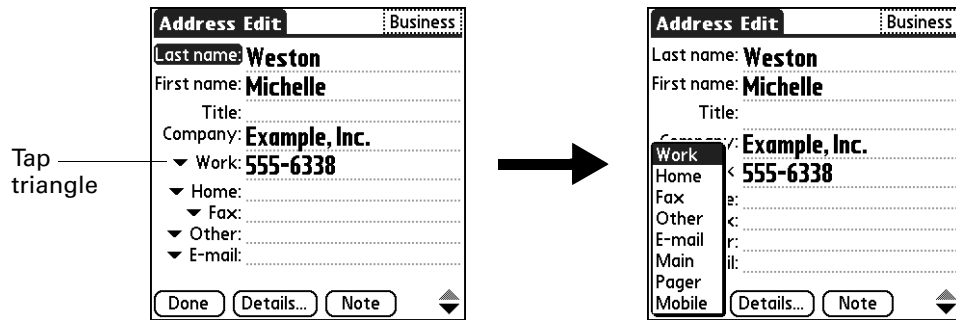 Address Edit Business
Last name: Weston
First name: Michelle
Title:
Company: Example, Inc.
Work: 555-6338
Home:
Fax:
Other:
E-mail:
Done Details... Note
Tap
triangle
Address Edit Business
Last name: Weston
First name: Michelle
Title:
Example, Inc.
555-6338
Work
Home
Fax
Other
E-mail
Main
Pager
Mobile
Details... Note